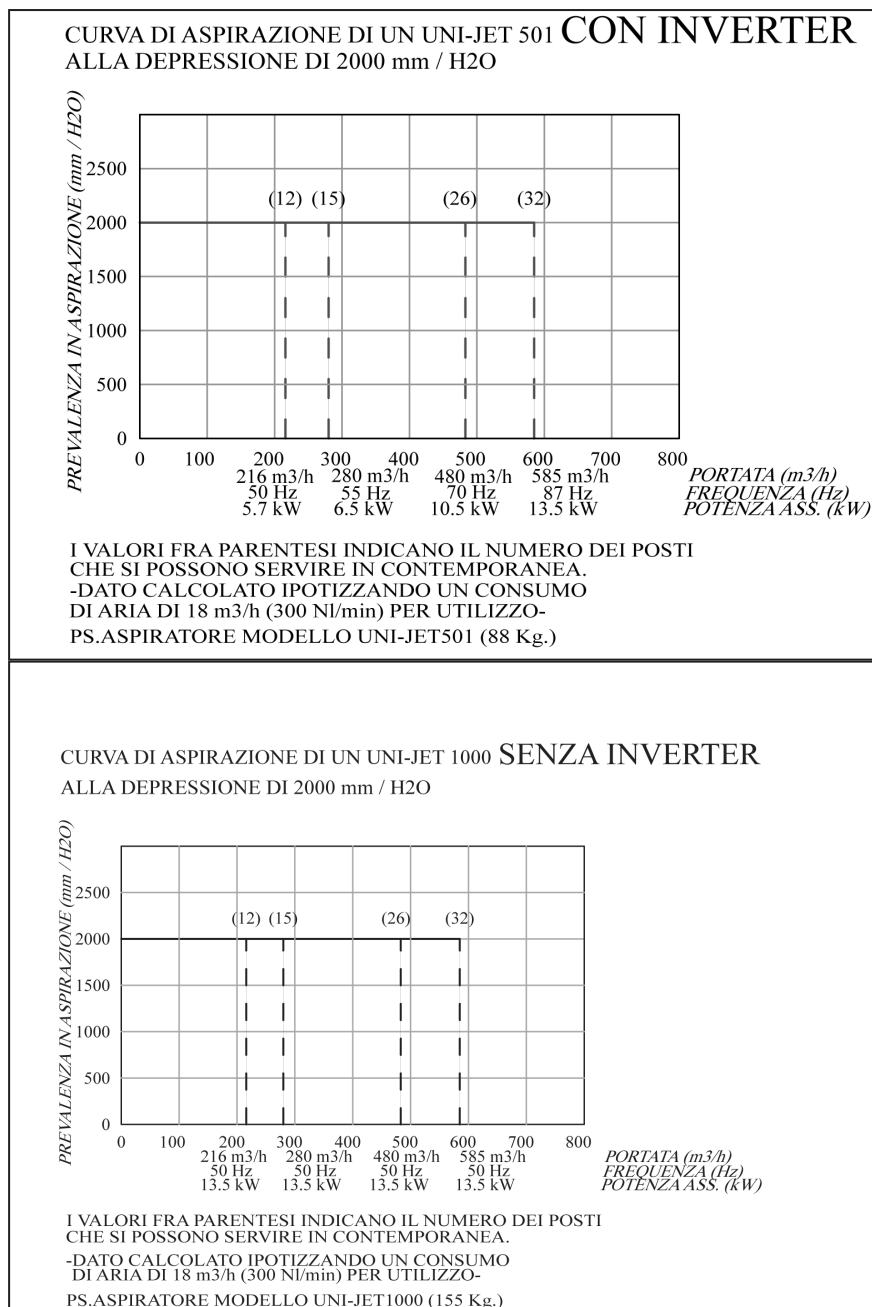 CURVA DI ASPIRAZIONE DI UN UNI-JET 501 CON INVERTER
ALLA DEPRESSIONE DI 2000 mm / H2O
PREVALENZA IN ASPIRAZIONE (mm / H2O)
2500
2000
1500
1000
500
0
(12) (15) (26) (32)
0 100 200 300 400 500 600 700 800
216 m3/h 280 m3/h 480 m3/h 585 m3/h PORTATA (m3/h)
50 Hz 55 Hz 70 Hz 87 Hz FREQUENZA (Hz)
5.7 kW 6.5 kW 10.5 kW 13.5 kW POTENZA ASS. (kW)
I VALORI FRA PARENTESI INDICANO IL NUMERO DEI POSTI
CHE SI POSSONO SERVIRE IN CONTEMPORANEA.
-DATO CALCOLATO IPOTIZZANDO UN CONSUMO
DI ARIA DI 18 m3/h (300 Nl/min) PER UTILIZZO-
PS.ASPIRATORE MODELLO UNI-JET501 (88 Kg.)
CURVA DI ASPIRAZIONE DI UN UNI-JET 1000 SENZA INVERTER
ALLA DEPRESSIONE DI 2000 mm / H2O
PREVALENZA IN ASPIRAZIONE (mm / H2O)
2500
2000
1500
1000
500
0
(12) (15) (26) (32)
0 100 200 300 400 500 600 700 800
216 m3/h 280 m3/h 480 m3/h 585 m3/h PORTATA (m3/h)
50 Hz 50 Hz 50 Hz 50 Hz FREQUENZA (Hz)
13.5 kW 13.5 kW 13.5 kW 13.5 kW POTENZA ASS. (kW)
I VALORI FRA PARENTESI INDICANO IL NUMERO DEI POSTI
CHE SI POSSONO SERVIRE IN CONTEMPORANEA.
-DATO CALCOLATO IPOTIZZANDO UN CONSUMO
DI ARIA DI 18 m3/h (300 Nl/min) PER UTILIZZO-
PS.ASPIRATORE MODELLO UNI-JET1000 (155 Kg.)